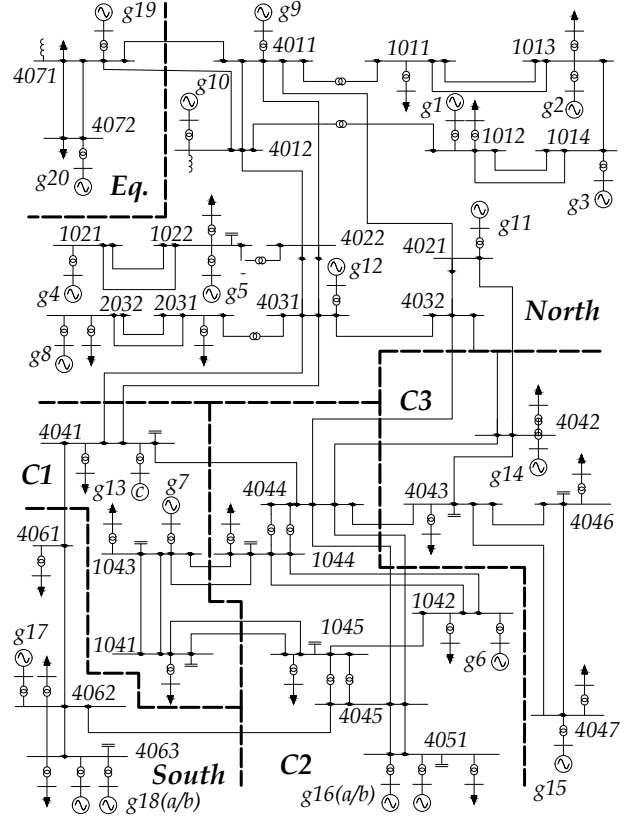 g19
g9
4011
1011
1013
4071
g10
g1
g2
4072
4012
1012
1014
g20
Eq.
g3
g11
1021
1022
4022
4021
g12
g4
g5
2032
2031
4031
4032
North
g8
C3
4041
4042
C1
g13
c
g7
g14
4044
4043
4046
4061
1043
1044
1042
g17
1041
1045
g6
4062
4045
4047
4063
4051
South
C2
g18(a/b)
g16(a/b)
g15